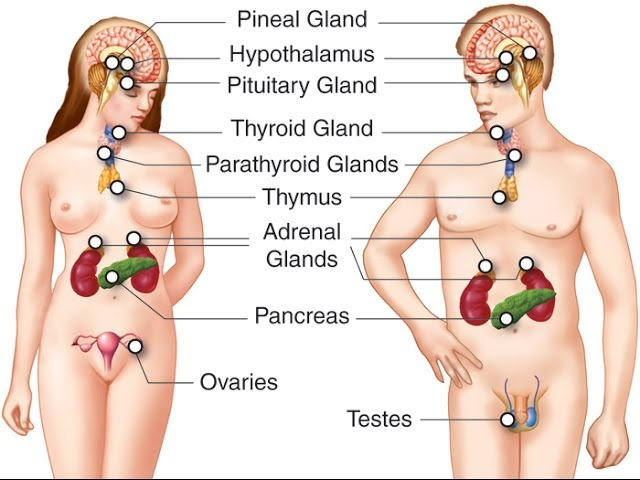 Pineal Gland
Hypothalamus
Pituitary Gland
Thyroid Gland
Parathyroid Glands
Thymus
Adrenal
Glands
Pancreas
Ovaries
Testes